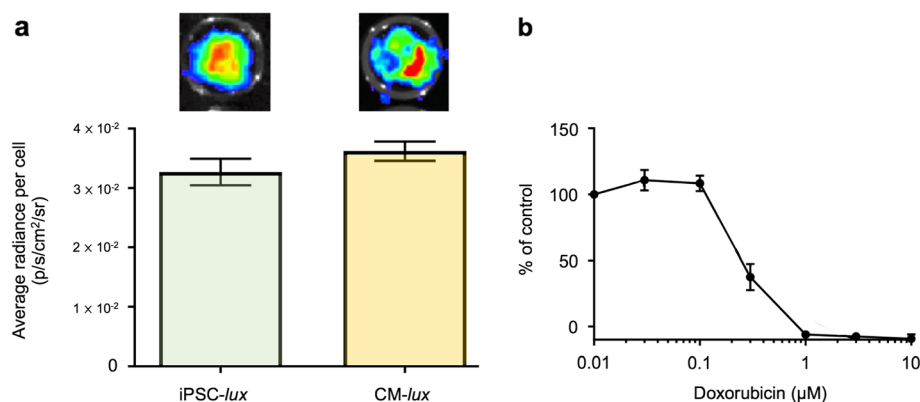 a
Average radiance per cell
(p/s/cm²/sr)
4 × 10⁻²
3 × 10⁻²
2 × 10⁻²
1 × 10⁻²
0
iPSC-lux
CM-lux
b
% of control
150
100
50
0
0.01
0.1
1
10
Doxorubicin (µM)